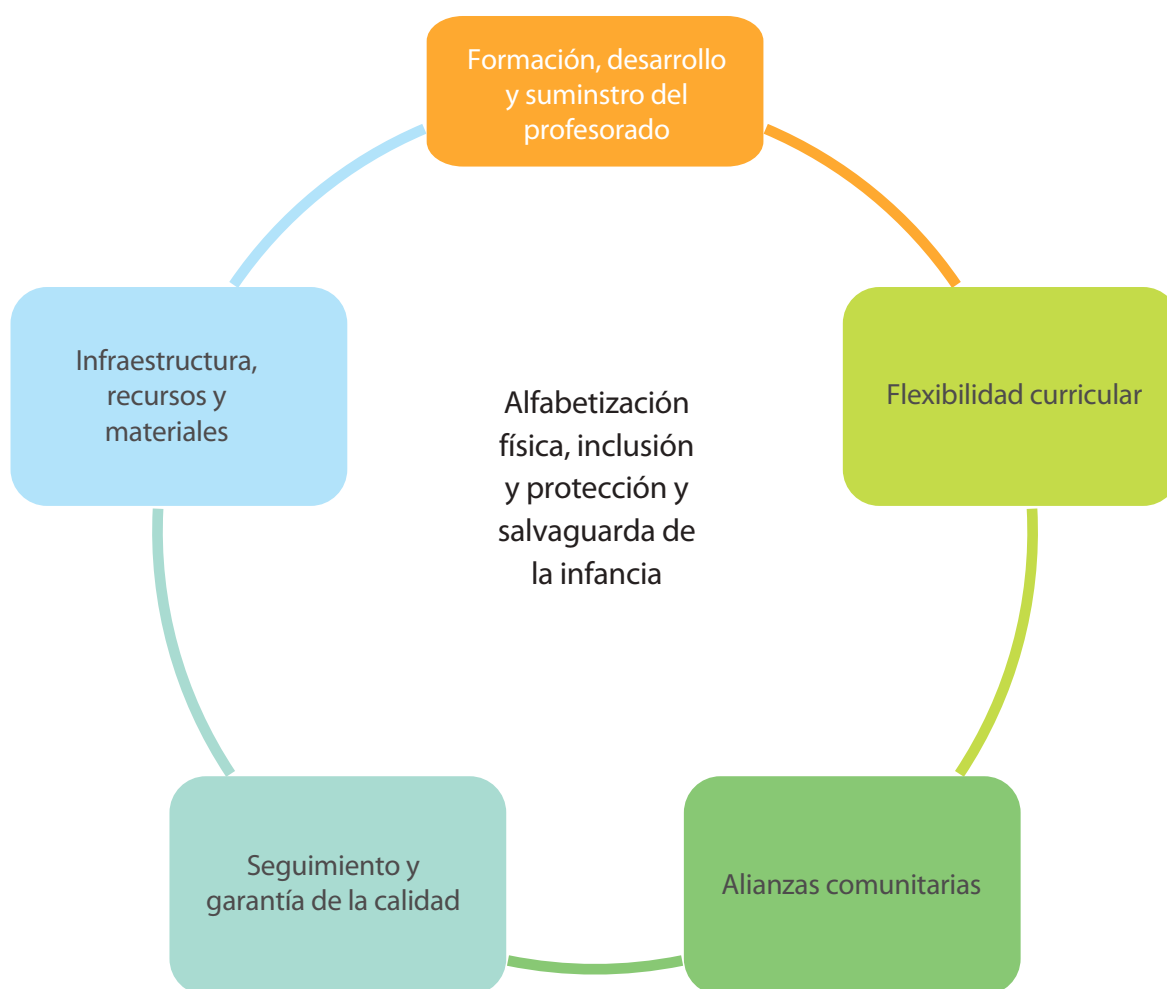 Formación, desarrollo
y suminstro del
profesorado
Infraestructura,
recursos y
materiales
Flexibilidad curricular
Alfabetización
física, inclusión
y protección y
salvaguarda de
la infancia
Seguimiento y
garantía de la calidad
Alianzas comunitarias